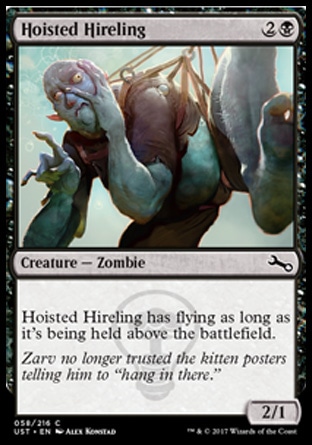 Hoisted Hireling 2
Creature — Zombie
Hoisted Hireling has flying as long as
it's being held above the battlefield.
Zarv no longer trusted the kitten posters
telling him to "hang in there."
2/1
058/216 C
UST • EN Alex Konstad
™ & © 2017 Wizards of the Coast